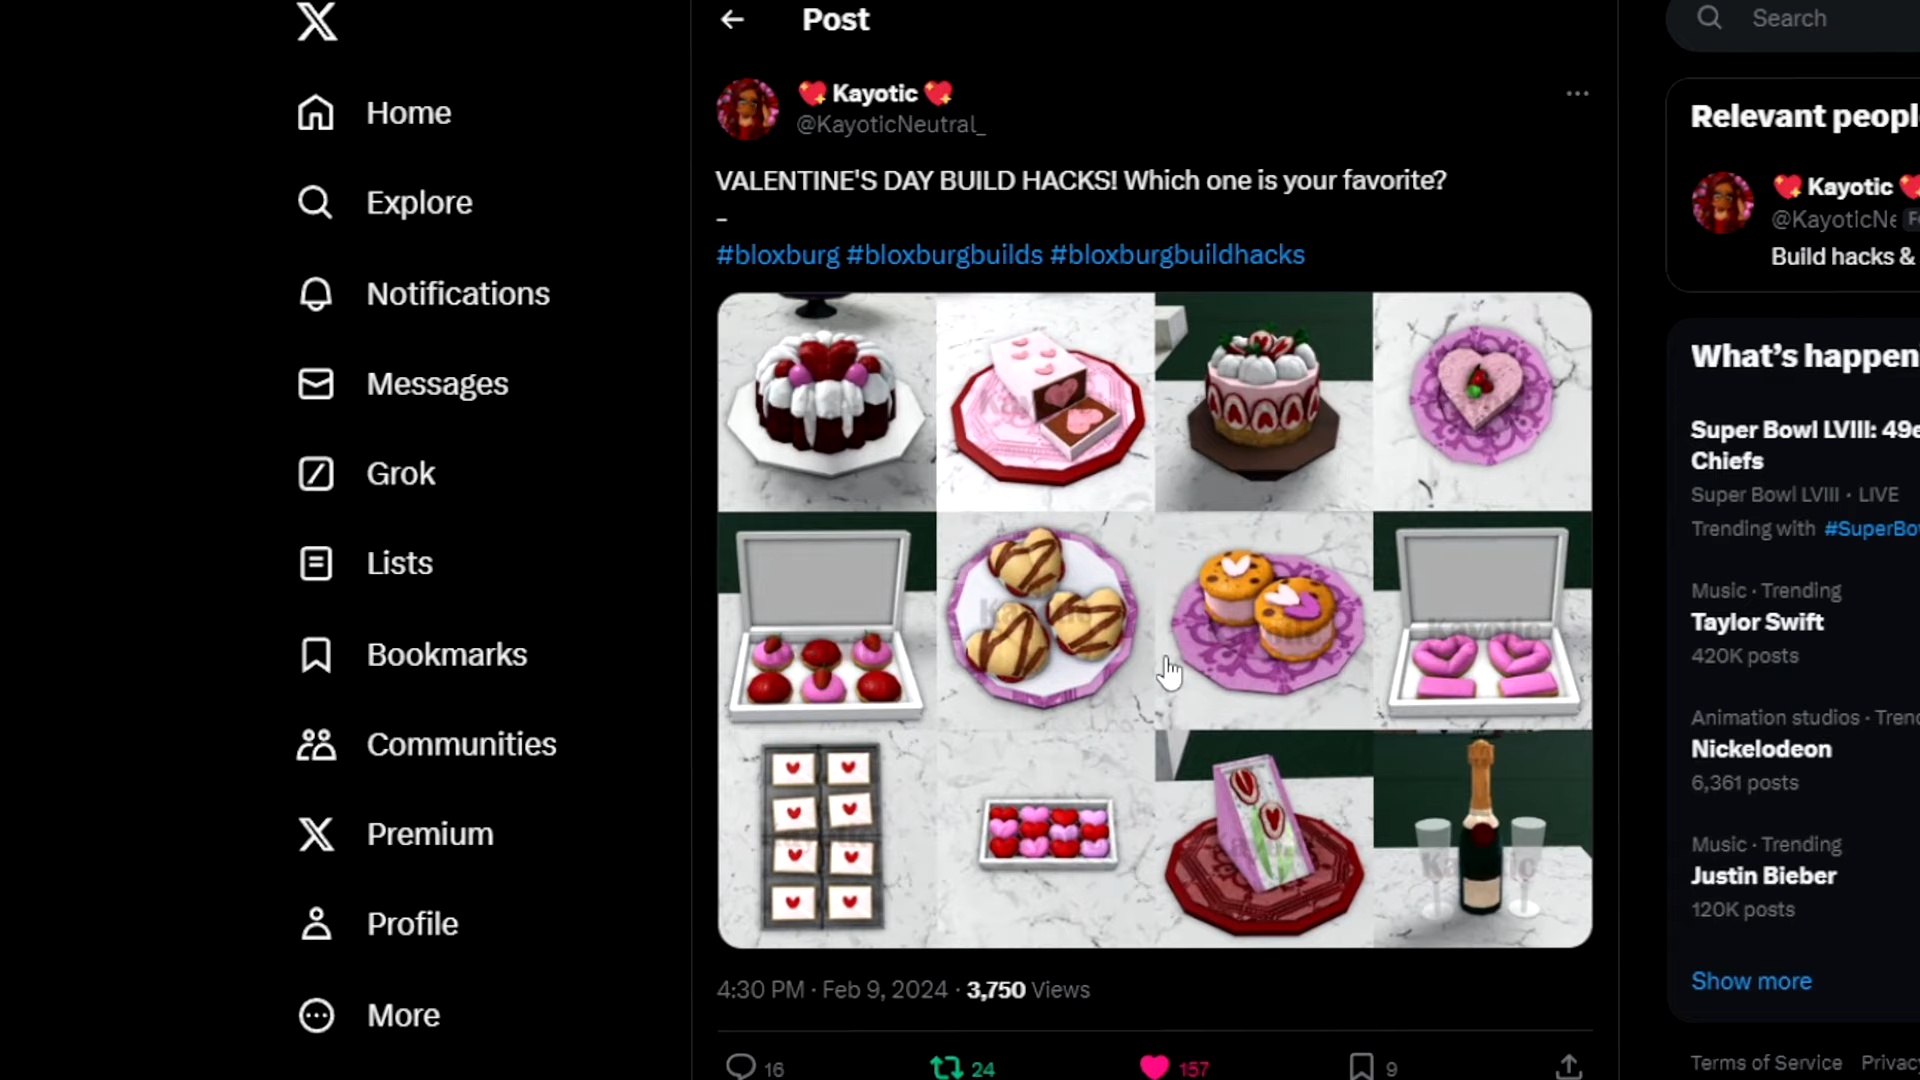 Post
Search
Home
Explore
Notifications
Messages
Grok
Lists
Bookmarks
Communities
Premium
Profile
More
Kayotic
@KayoticNeutral_
VALENTINE'S DAY BUILD HACKS! Which one is your favorite?
-
#bloxburg #bloxburgbuilds #bloxburgbuildhacks
4:30 PM · Feb 9, 2024 · 3,750 Views
16 24 157 9
Relevant peopl
Kayotic
@KayoticNe
Build hacks &
What's happen
Super Bowl LVIII: 49e
Chiefs
Super Bowl LVIII · LIVE
Trending with #SuperBo
Music · Trending
Taylor Swift
420K posts
Animation studios · Tren
Nickelodeon
6,361 posts
Music · Trending
Justin Bieber
120K posts
Show more
Terms of Service Privac